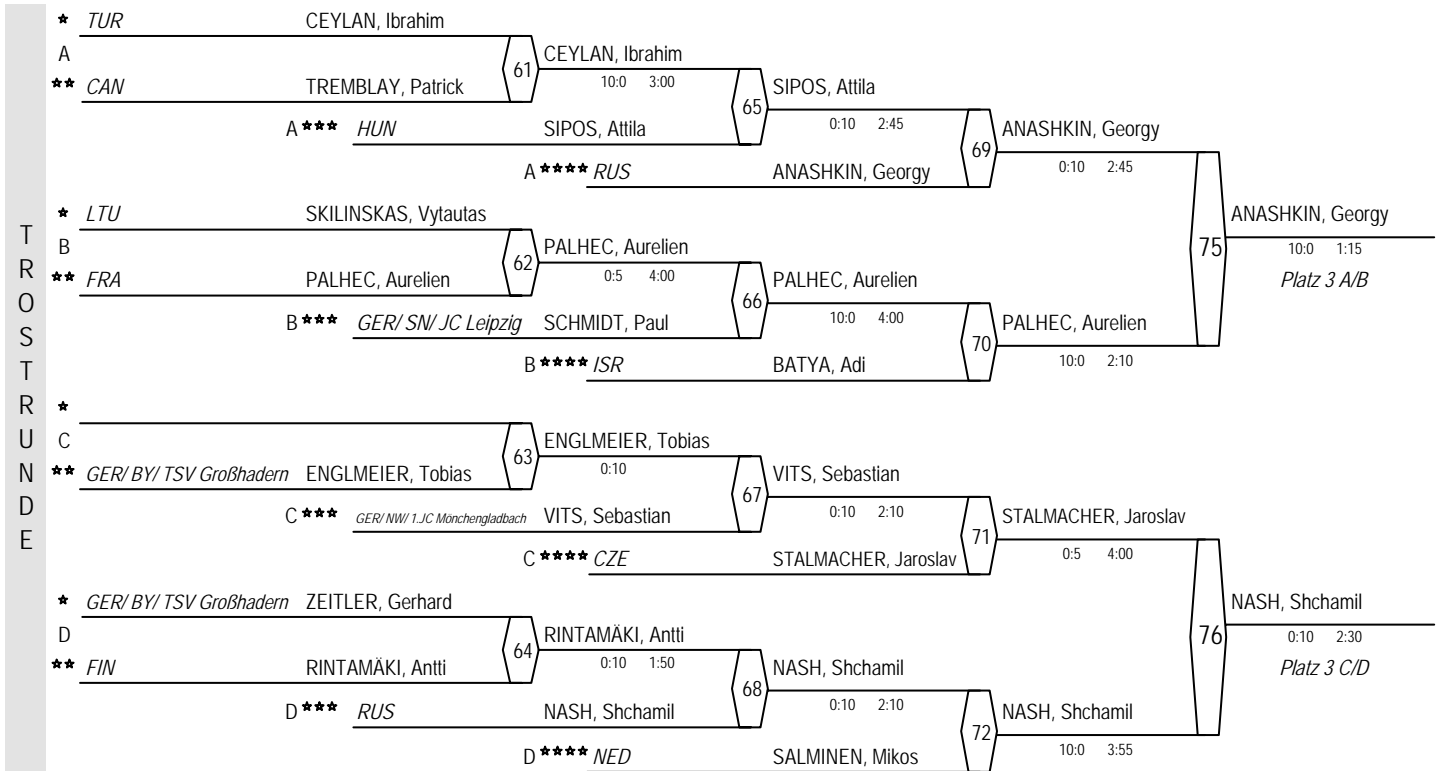 TROSTRUNDE
* TUR CEYLAN, Ibrahim
A
61 CEYLAN, Ibrahim
10:0 3:00
** CAN TREMBLAY, Patrick
65 SIPOS, Attila
0:10 2:45
A *** HUN SIPOS, Attila
69 ANASHKIN, Georgy
0:10 2:45
A **** RUS ANASHKIN, Georgy
* LTU SKILINSKAS, Vytautas
75 ANASHKIN, Georgy
10:0 1:15
Platz 3 A/B
B
62 PALHEC, Aurelien
0:5 4:00
** FRA PALHEC, Aurelien
66 PALHEC, Aurelien
10:0 4:00
B *** GER/ SN/ JC Leipzig SCHMIDT, Paul
70 PALHEC, Aurelien
10:0 2:10
B **** ISR BATYA, Adi
*
C
63 ENGLMEIER, Tobias
0:10
** GER/ BY/ TSV Großhadern ENGLMEIER, Tobias
67 VITS, Sebastian
0:10 2:10
C *** GER/ NW/ 1.JC Mönchengladbach VITS, Sebastian
71 STALMACHER, Jaroslav
0:5 4:00
C **** CZE STALMACHER, Jaroslav
* GER/ BY/ TSV Großhadern ZEITLER, Gerhard
76 NASH, Shchamil
0:10 2:30
Platz 3 C/D
D
64 RINTAMÄKI, Antti
0:10 1:50
** FIN RINTAMÄKI, Antti
68 NASH, Shchamil
0:10 2:10
D *** RUS NASH, Shchamil
72 NASH, Shchamil
10:0 3:55
D **** NED SALMINEN, Mikos